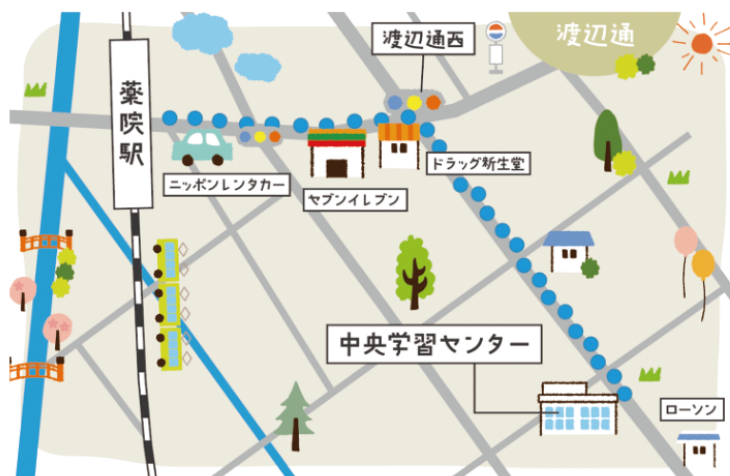 渡辺通西
渡辺通
薬院駅
ニッポンレンタカー
セブンイレブン
ドラッグ新生堂
中央学習センター
ローソン